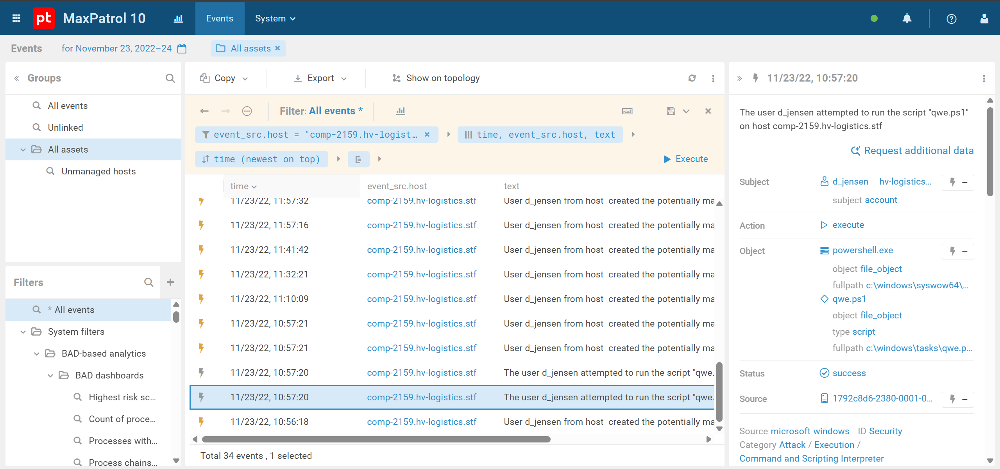 pt MaxPatrol 10 Events System
Events for November 23, 2022–24 All assets
Groups
All events
Unlinked
All assets
Unmanaged hosts
Filters
* All events
System filters
BAD-based analytics
BAD dashboards
Highest risk sc...
Count of proce...
Processes with...
Process chains...
Copy Export Show on topology
Filter: All events *
event_src.host = "comp-2159.hv-logist… time, event_src.host, text
time (newest on top) Execute
time event_src.host text
11/23/22, 11:57:32 comp-2159.hv-logistics.stf User d_jensen from host created the potentially ma
11/23/22, 11:57:16 comp-2159.hv-logistics.stf User d_jensen from host created the potentially ma
11/23/22, 11:41:42 comp-2159.hv-logistics.stf User d_jensen from host created the potentially ma
11/23/22, 11:32:21 comp-2159.hv-logistics.stf User d_jensen from host created the potentially ma
11/23/22, 11:10:09 comp-2159.hv-logistics.stf User d_jensen from host created the potentially ma
11/23/22, 10:57:21 comp-2159.hv-logistics.stf User d_jensen from host created the potentially ma
11/23/22, 10:57:21 comp-2159.hv-logistics.stf User d_jensen from host created the potentially ma
11/23/22, 10:57:20 comp-2159.hv-logistics.stf The user d_jensen attempted to run the script "qwe.
11/23/22, 10:57:20 comp-2159.hv-logistics.stf The user d_jensen attempted to run the script "qwe.
11/23/22, 10:56:18 comp-2159.hv-logistics.stf User d_jensen from host created the potentially ma
Total 34 events , 1 selected
11/23/22, 10:57:20
The user d_jensen attempted to run the script "qwe.ps1"
on host comp-2159.hv-logistics.stf
Request additional data
Subject d_jensen hv-logistics…
subject account
Action execute
Object powershell.exe
object file_object
fullpath c:\windows\syswow64\…
qwe.ps1
object file_object
type script
fullpath c:\windows\tasks\qwe.p…
Status success
Source 1792c8d6-2380-0001-0…
Source microsoft windows ID Security
Category Attack / Execution /
Command and Scripting Interpreter